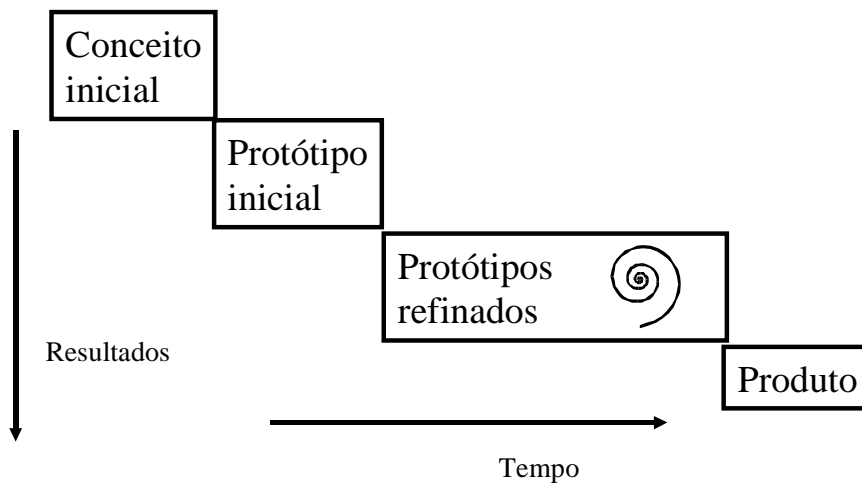 Conceito
inicial
Protótipo
inicial
Protótipos
refinados
Resultados
Produto
Tempo